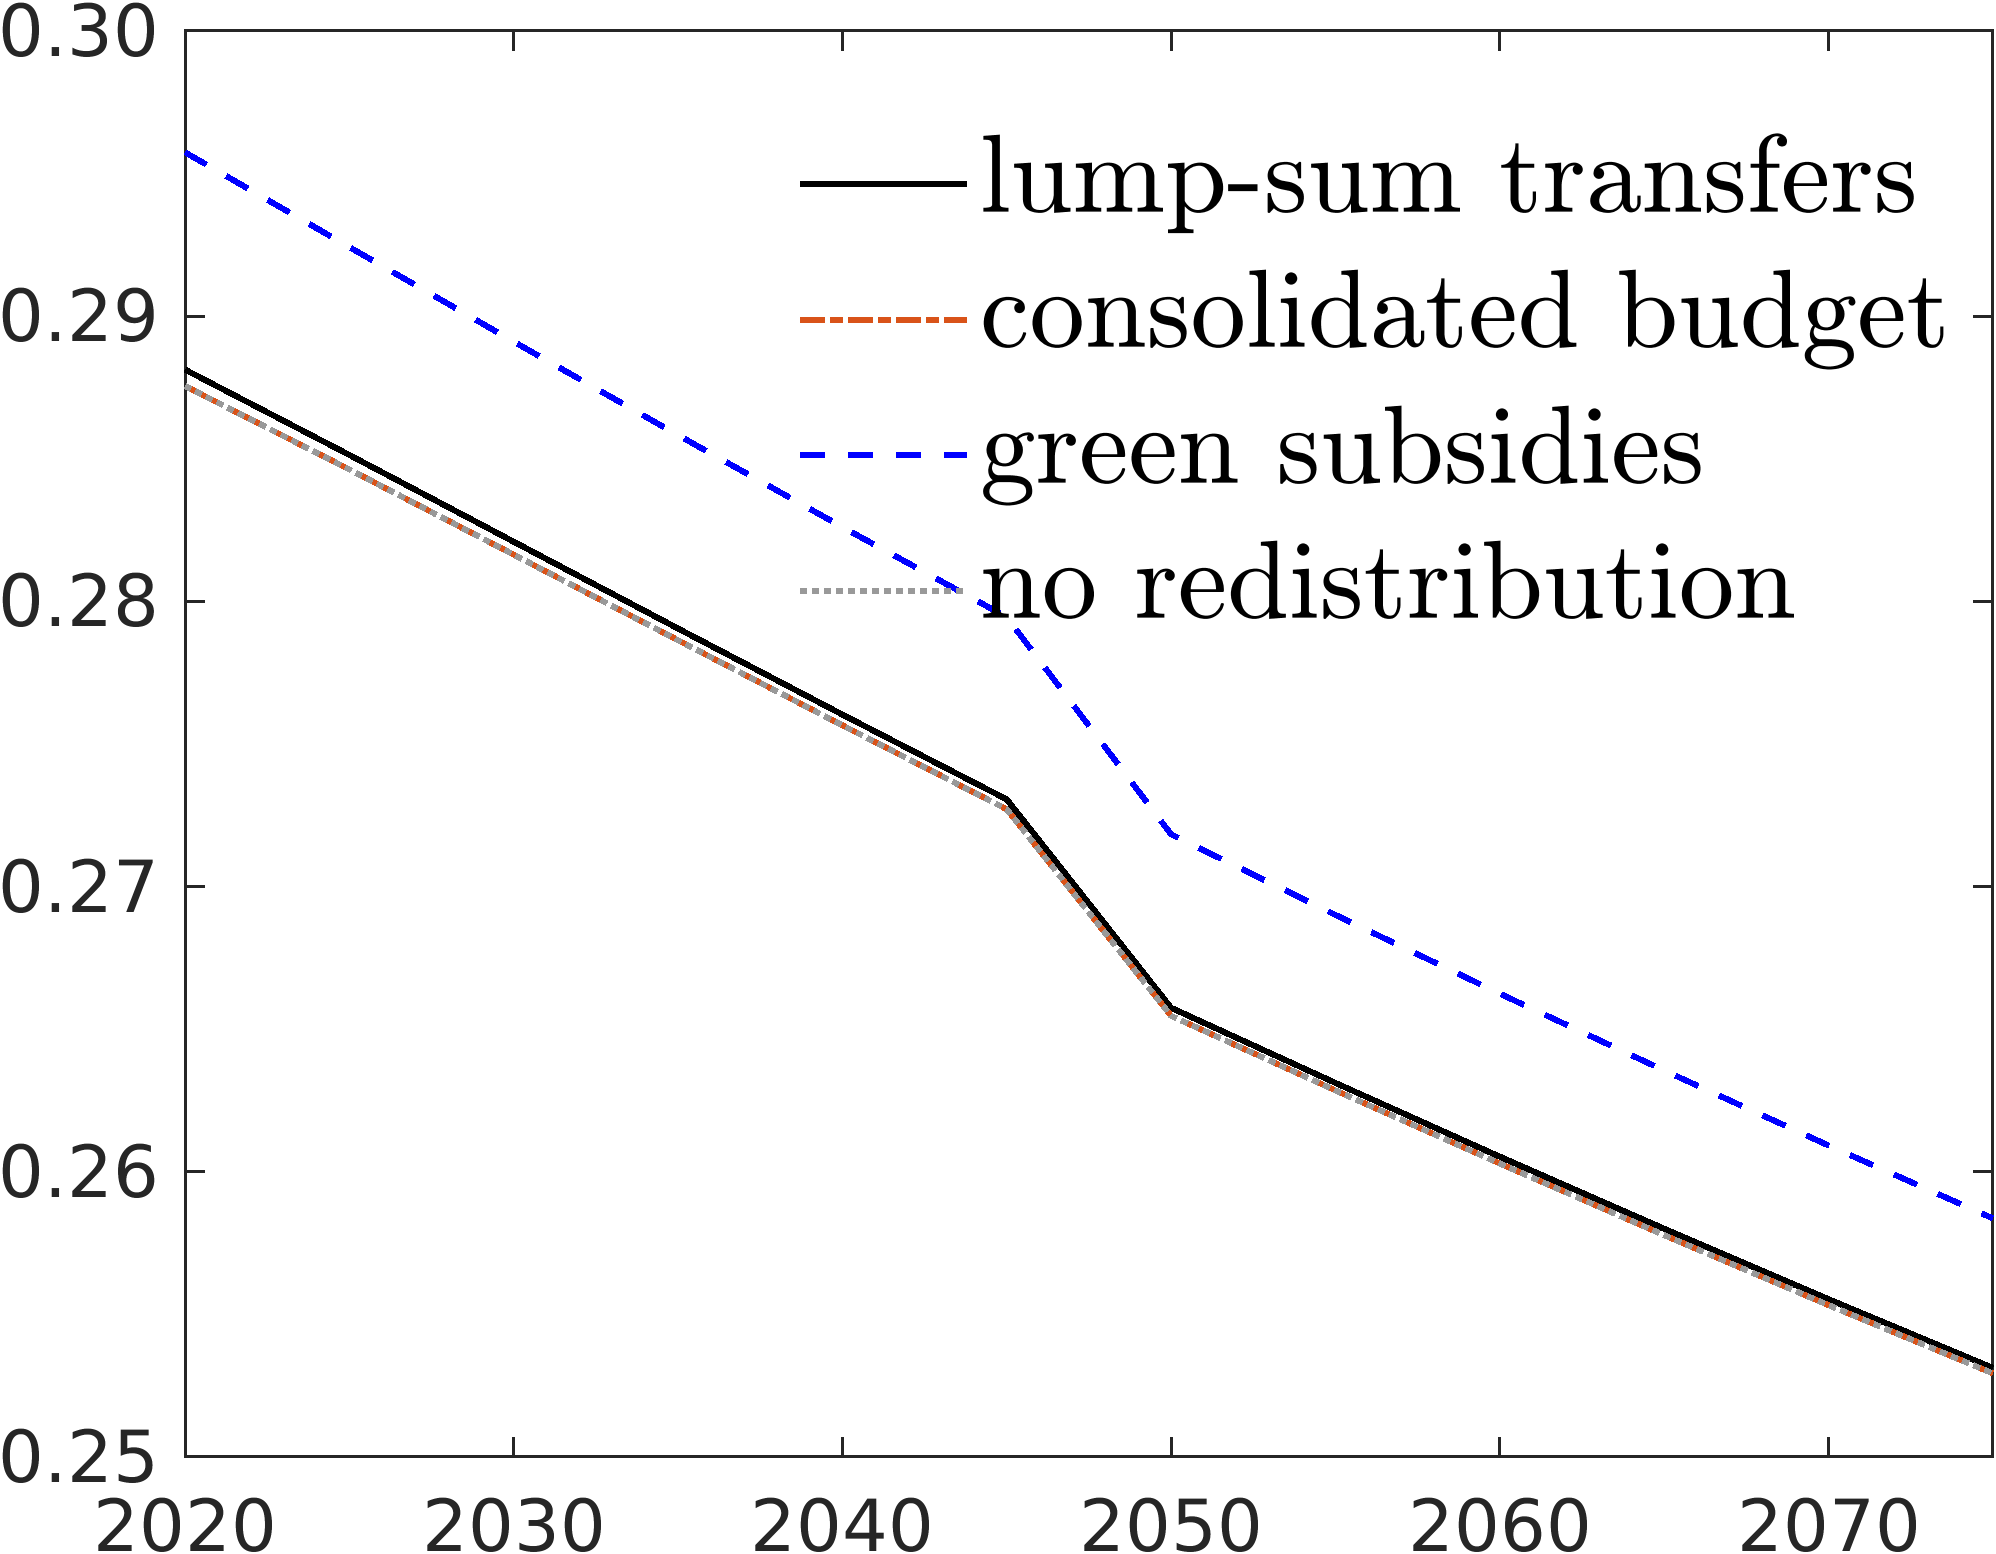 0.30
lump-sum transfers
consolidated budget
0.29
green subsidies
0.28
no redistribution
0.27
0.26
0.25
2020 2030 2040 2050 2060 2070